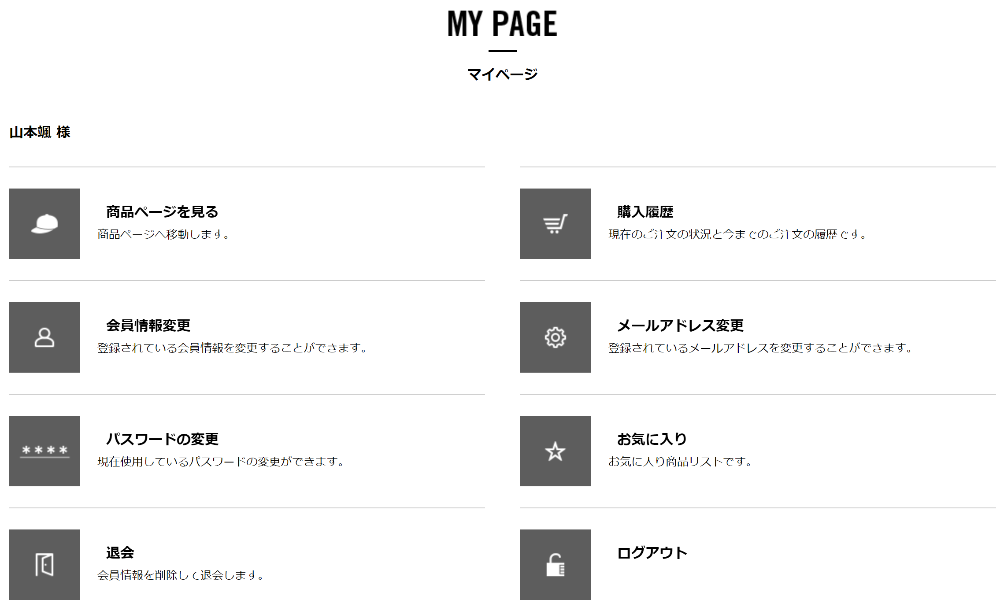 MY PAGE
マイページ
山本颯 様
商品ページを見る
商品ページへ移動します。
購入履歴
現在のご注文の状況と今までのご注文の履歴です。
会員情報変更
登録されている会員情報を変更することができます。
メールアドレス変更
登録されているメールアドレスを変更することができます。
****
パスワードの変更
現在使用しているパスワードの変更ができます。
お気に入り
お気に入り商品リストです。
退会
会員情報を削除して退会します。
ログアウト